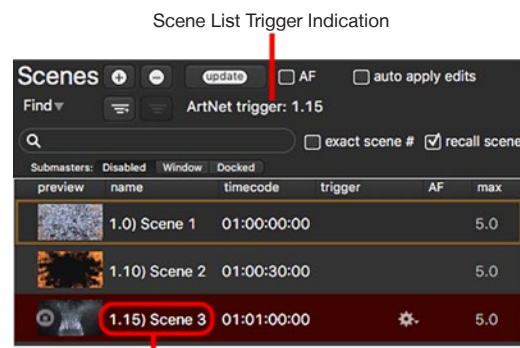 Scene List Trigger Indication
Scenes update AF auto apply edits
Find ArtNet trigger: 1.15
exact scene # recall scene
Submasters: Disabled Window Docked
preview name timecode trigger AF max
1.0) Scene 1 01:00:00:00 5.0
1.10) Scene 2 01:00:30:00 5.0
1.15) Scene 3 01:01:00:00 5.0